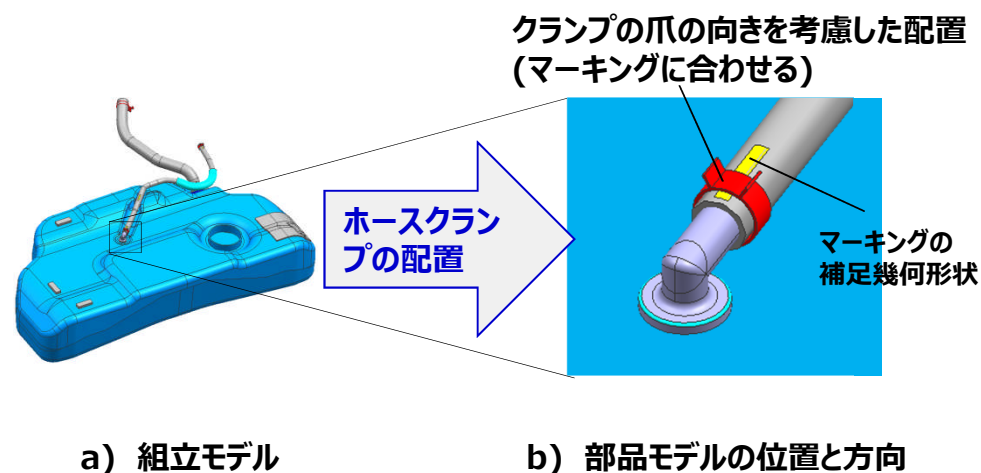 クランプの爪の向きを考慮した配置
(マーキングに合わせる)
ホースクラン
プの配置
マーキングの
補足幾何形状
a) 組立モデル
b) 部品モデルの位置と方向